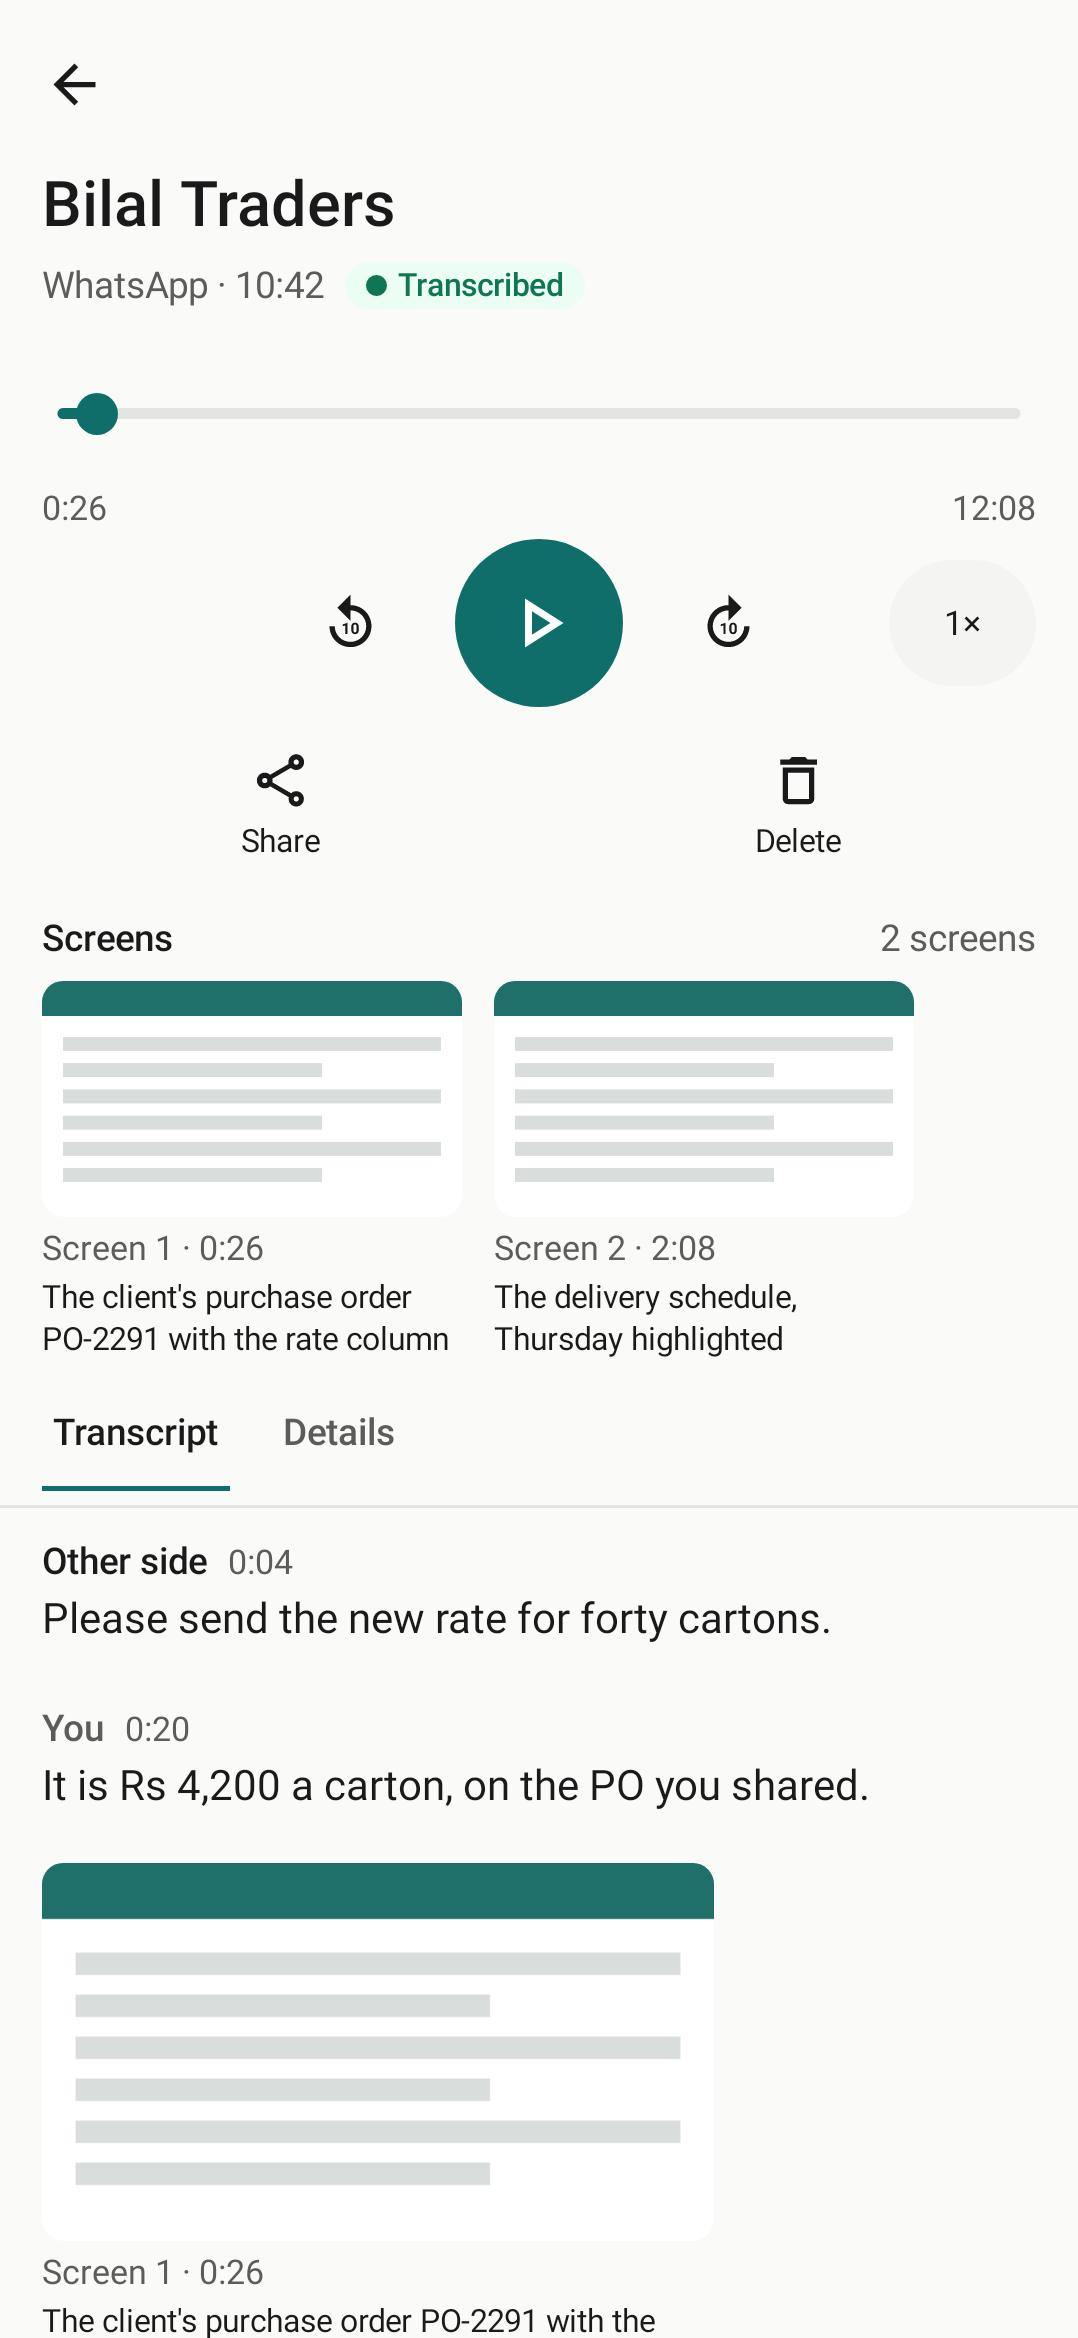 Bilal Traders
WhatsApp · 10:42
Transcribed
0:26
12:08
10
10
1×
Share
Delete
Screens
2 screens
Screen 1 · 0:26
The client's purchase order
PO-2291 with the rate column
Screen 2 · 2:08
The delivery schedule,
Thursday highlighted
Transcript
Details
Other side 0:04
Please send the new rate for forty cartons.
You 0:20
It is Rs 4,200 a carton, on the PO you shared.
Screen 1 · 0:26
The client's purchase order PO-2291 with the